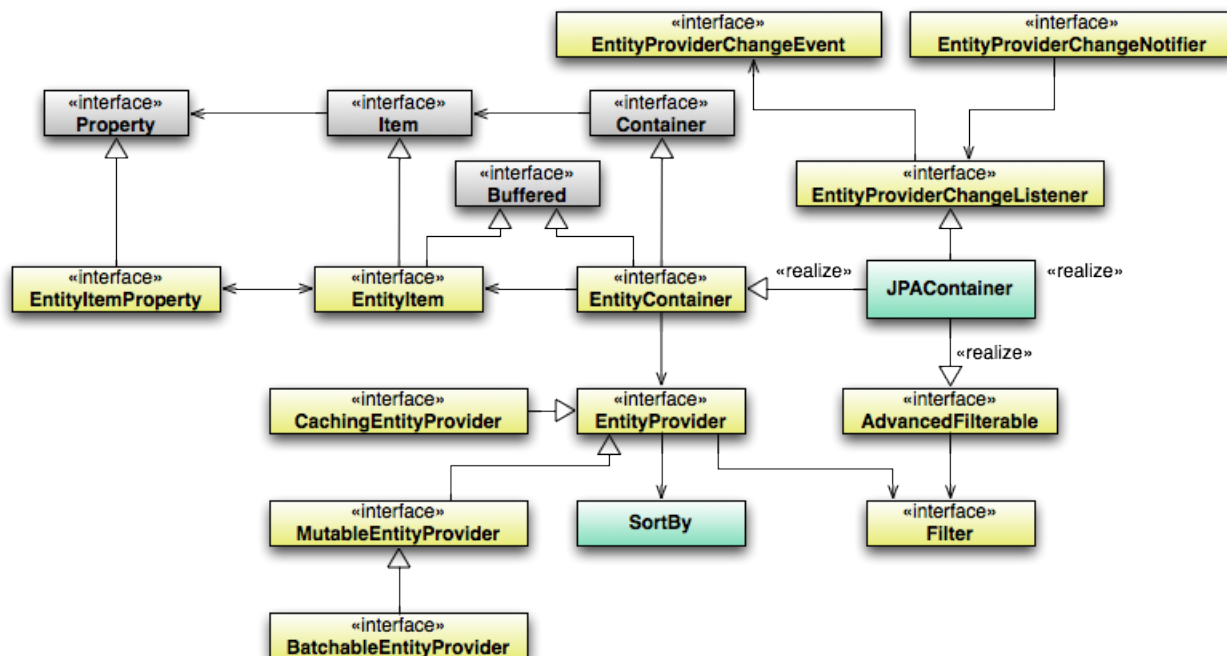 «interface»
EntityProviderChangeEvent
«interface»
EntityProviderChangeNotifier
«interface»
Property
«interface»
Item
«interface»
Container
«interface»
Buffered
«interface»
EntityProviderChangeListener
«interface»
EntityItemProperty
«interface»
EntityItem
«interface»
EntityContainer
«realize»
JPAContainer
«realize»
«realize»
«interface»
CachingEntityProvider
«interface»
EntityProvider
«interface»
AdvancedFilterable
«interface»
MutableEntityProvider
SortBy
«interface»
Filter
«interface»
BatchableEntityProvider